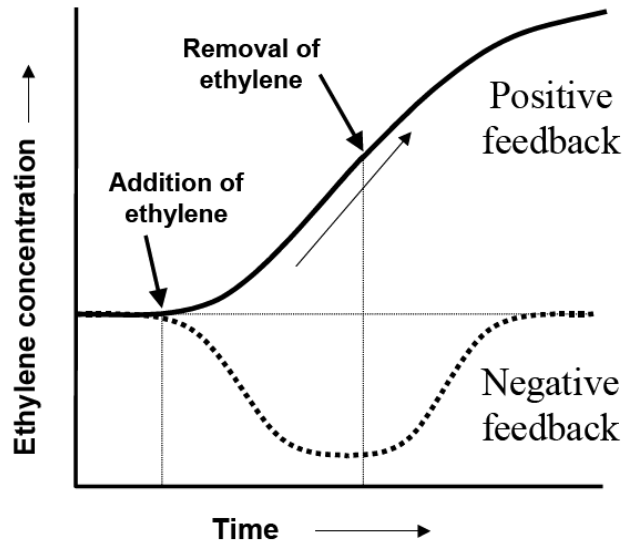 Removal of
ethylene
Positive
feedback
Addition of
ethylene
Ethylene concentration
Negative
feedback
Time